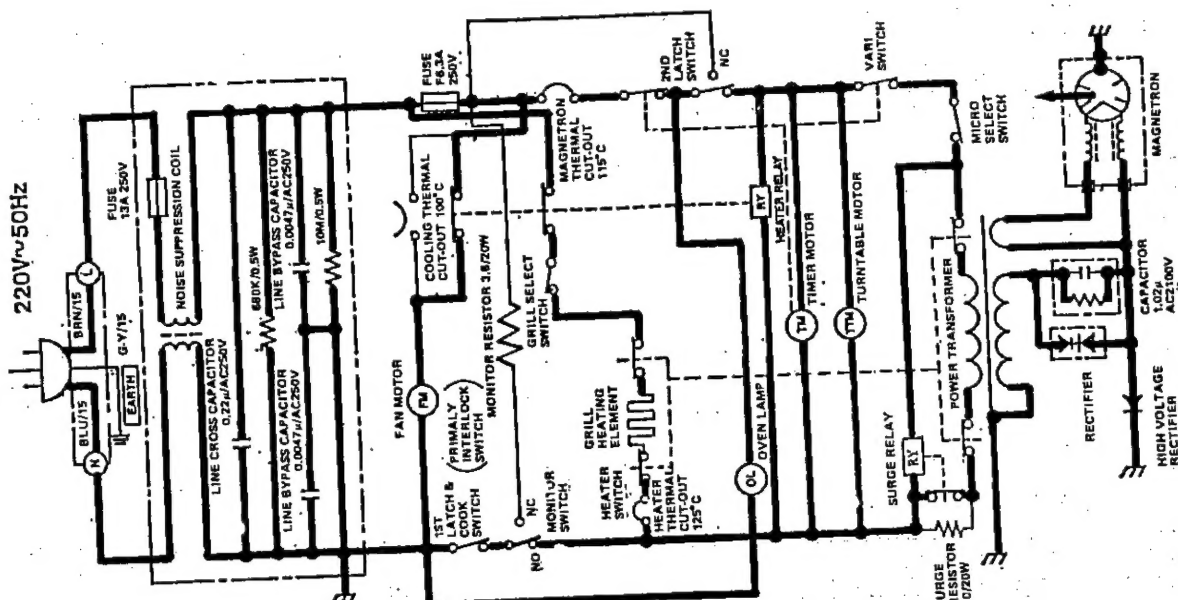 220V~50Hz
L
N
BRN/15
G-Y/15
BLU/15
EARTH
FUSE
13A 250V
NOISE SUPPRESSION COIL
LINE CROSS CAPACITOR
0.22μ/AC250V
680K/0.5W
LINE BYPASS CAPACITOR
0.0047μ/AC250V
LINE BYPASS CAPACITOR
0.0047μ/AC250V
10M/0.5W
FUSE
F6.3A
250V
FAN MOTOR
FM
COOLING THERMAL
CUT-OUT 100°C
(PRIMALY
INTERLOCK
SWITCH)
MONITOR RESISTOR 3.6/20W
1ST
LATCH &
COOK
SWITCH
NC
NO
MONITOR
SWITCH
GRILL SELECT
SWITCH
MAGNETRON
THERMAL
CUT-OUT
115°C
GRILL
HEATING
ELEMENT
HEATER
SWITCH
HEATER
THERMAL
CUT-OUT
125°C
2ND
LATCH
SWITCH
NC
RY
HEATER RELAY
OL
OVEN LAMP
TM
TIMER MOTOR
TTM
TURNTABLE MOTOR
VARI
SWITCH
MICRO
SELECT
SWITCH
SURGE RELAY
RY
POWER TRANSFORMER
RESISTOR
MAGNETRON
CAPACITOR
1.02μ
AC2100V
RECTIFIER
HIGH VOLTAGE
RECTIFIER